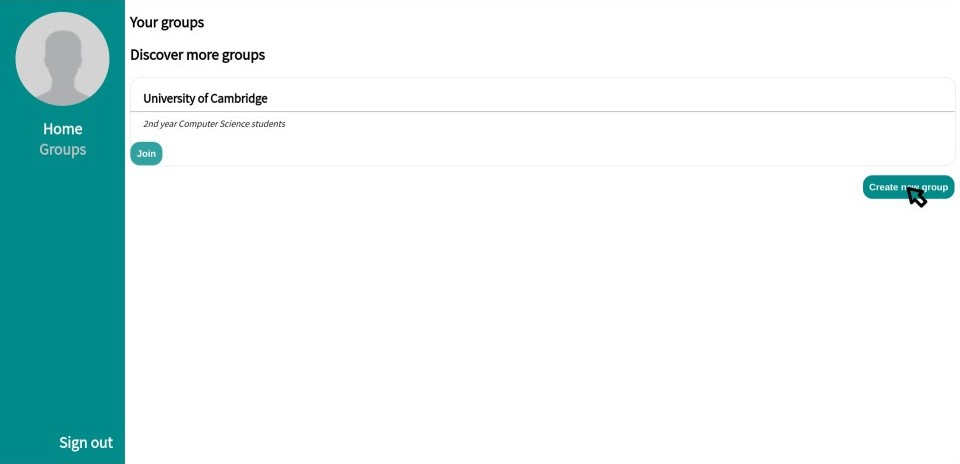 Home
Groups
Sign out
Your groups
Discover more groups
University of Cambridge
2nd year Computer Science students
Join
Create new group